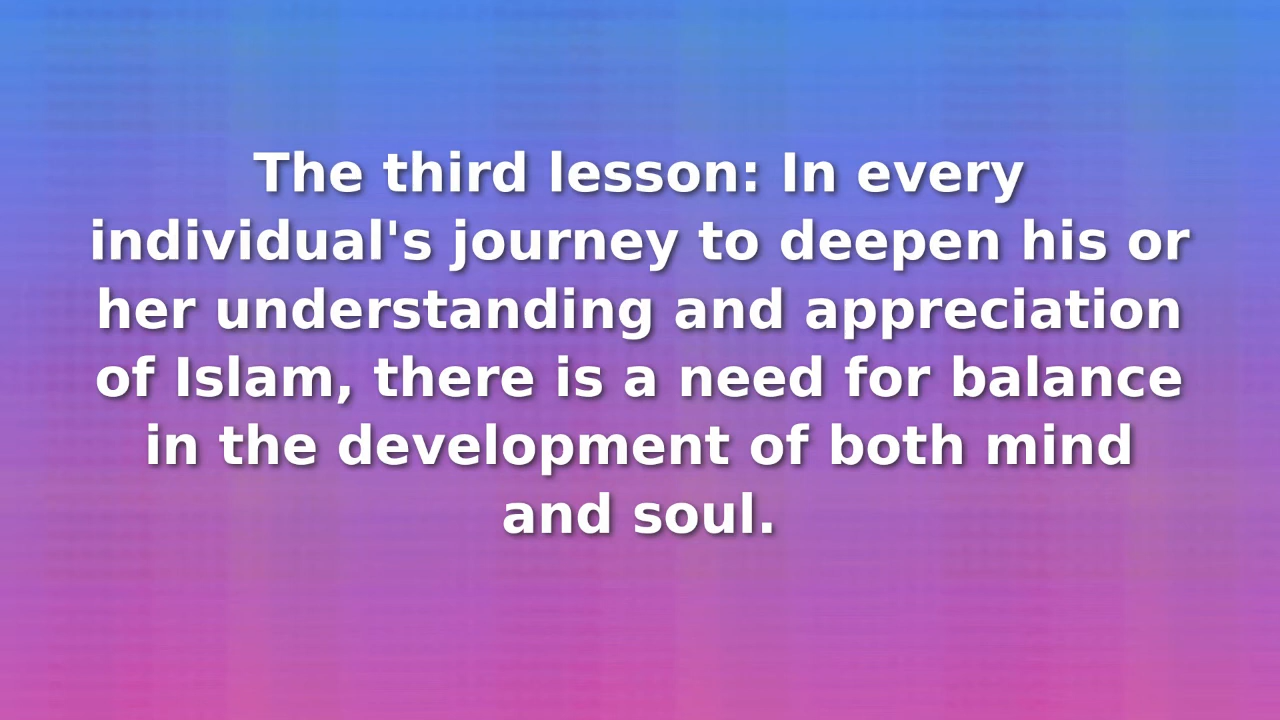 The third lesson: In every
individual's journey to deepen his or
her understanding and appreciation
of Islam, there is a need for balance
in the development of both mind
and soul.